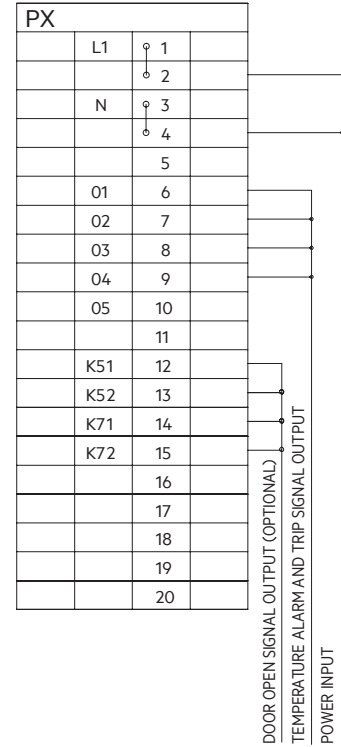 PX
L1 1
2
N 3
4
5
01 6
02 7
03 8
04 9
05 10
11
K51 12
K52 13
K71 14
K72 15
16
17
18
19
20
DOOR OPEN SIGNAL OUTPUT (OPTIONAL)
TEMPERATURE ALARM AND TRIP SIGNAL OUTPUT
POWER INPUT